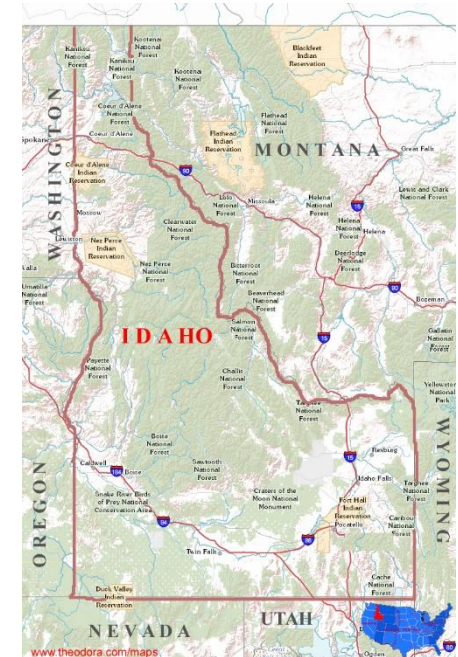 Kootenai
National
Forest
Kaniksu
National
Forest
Kaniksu
National
Forest
Kootenai
National
Forest
Blackfeet
Indian
Reservation
Coeur d'Alene
National
Forest
Flathead
National
Forest
Spokane
Coeur d'Alene
Flathead
Indian
Reservation
MONTANA
Great Falls
WASHINGTON
Coeur d'Alene
Indian
Reservation
90
Lolo
National
Forest
Missoula
Helena
National
Forest
15
Lewis and Clark
National Forest
Moscow
Clearwater
National
Forest
Helena
National
Forest
Helena
Lewiston
Nez Perce
Indian
Reservation
Deerlodge
National
Forest
Nez Perce
National
Forest
Bitterroot
National
Forest
90
Walla
Umatilla
National
Forest
Beaverhead
National
Forest
Bozeman
IDAHO
Salmon
National
Forest
15
Gallatin
National
Forest
Payette
National
Forest
Challis
National
Forest
Yellowstone
National
Park
Targhee
National
Forest
WYOMING
Boise
National
Forest
Rexburg
OREGON
Caldwell
Boise
Sawtooth
National
Forest
15
Idaho Falls
Snake River Birds
of Prey National
Conservation Area
Craters of the
Moon National
Monument
Fort Hall
Indian
Reservation
Pocatello
Targhee
National
Forest
Caribou
National
Forest
Twin Falls
Cache
National
Forest
Duck Valley
Indian
Reservation
NEVADA
UTAH
Ogden
80
www.theodora.com/maps